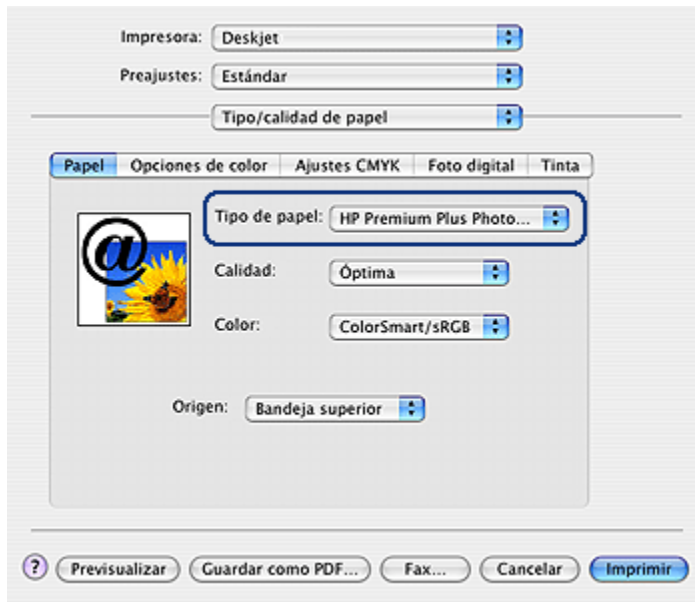 Impresora: Deskjet
Preajustes: Estándar
Tipo/calidad de papel
Papel Opciones de color Ajustes CMYK Foto digital Tinta
@
Tipo de papel: HP Premium Plus Photo...
Calidad: Óptima
Color: ColorSmart/sRGB
Origen: Bandeja superior
? Previsualizar Guardar como PDF... Fax... Cancelar Imprimir